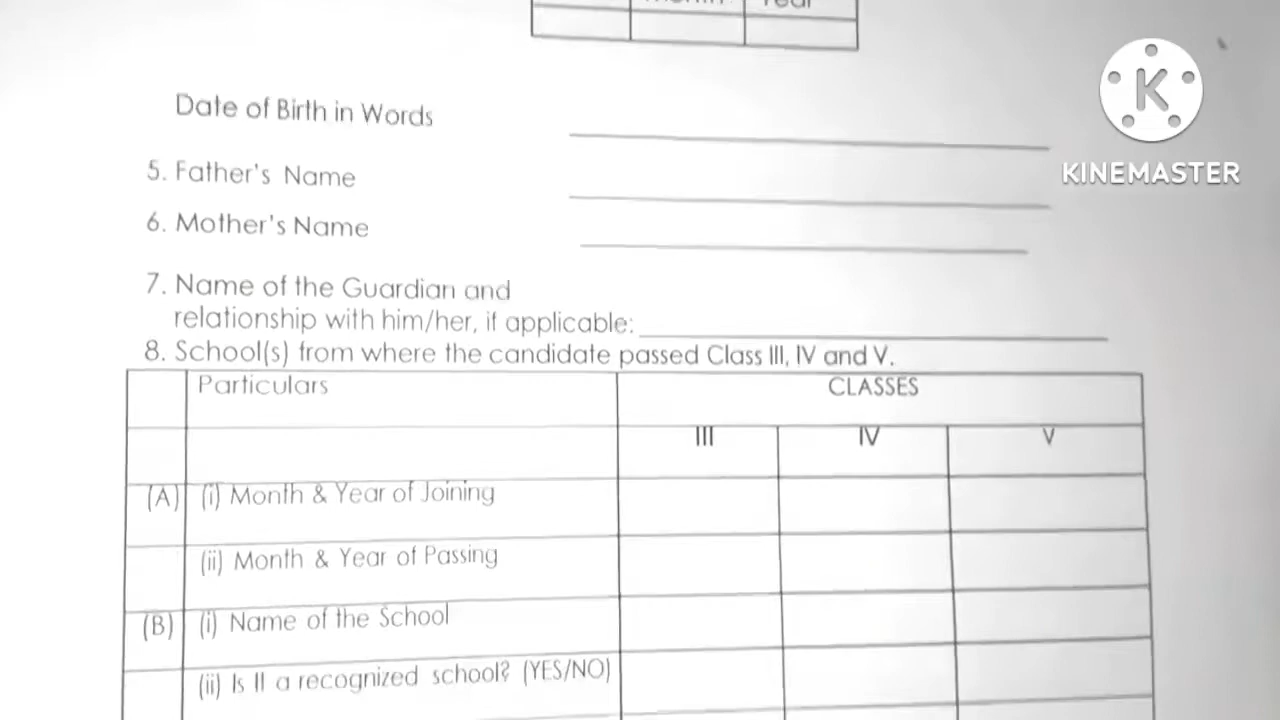 Year
Date of Birth in Words
K
KINEMASTER
5. Father's Name
6. Mother's Name
7. Name of the Guardian and
relationship with him/her, if applicable:
8. School(s) from where the candidate passed Class III, IV and V.
Particulars
CLASSES
III IV V
(A) (i) Month & Year of Joining
(ii) Month & Year of Passing
(B) (i) Name of the School
(ii) Is II a recognized school? (YES/NO)